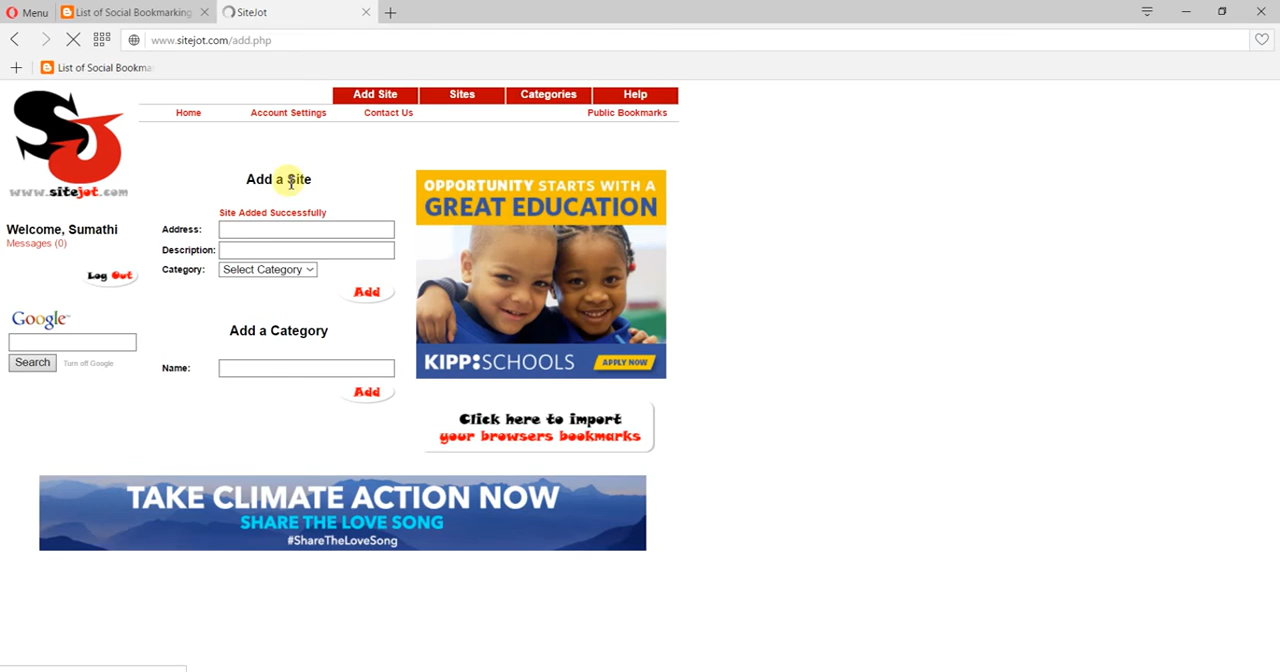 Menu
List of Social Bookmarking
SiteJot
www.sitejot.com/add.php
List of Social Bookma
SJ
www.sitejot.com
Add Site
Sites
Categories
Help
Home
Account Settings
Contact Us
Public Bookmarks
Welcome, Sumathi
Messages (0)
Log Out
Google
Search
Turn off Google
Add a Site
Site Added Successfully
Address:
Description:
Category:
Select Category
Add
Add a Category
Name:
Add
OPPORTUNITY STARTS WITH A
GREAT EDUCATION
KIPP:SCHOOLS
APPLY NOW
Click here to import
your browsers bookmarks
TAKE CLIMATE ACTION NOW
SHARE THE LOVE SONG
#ShareTheLoveSong